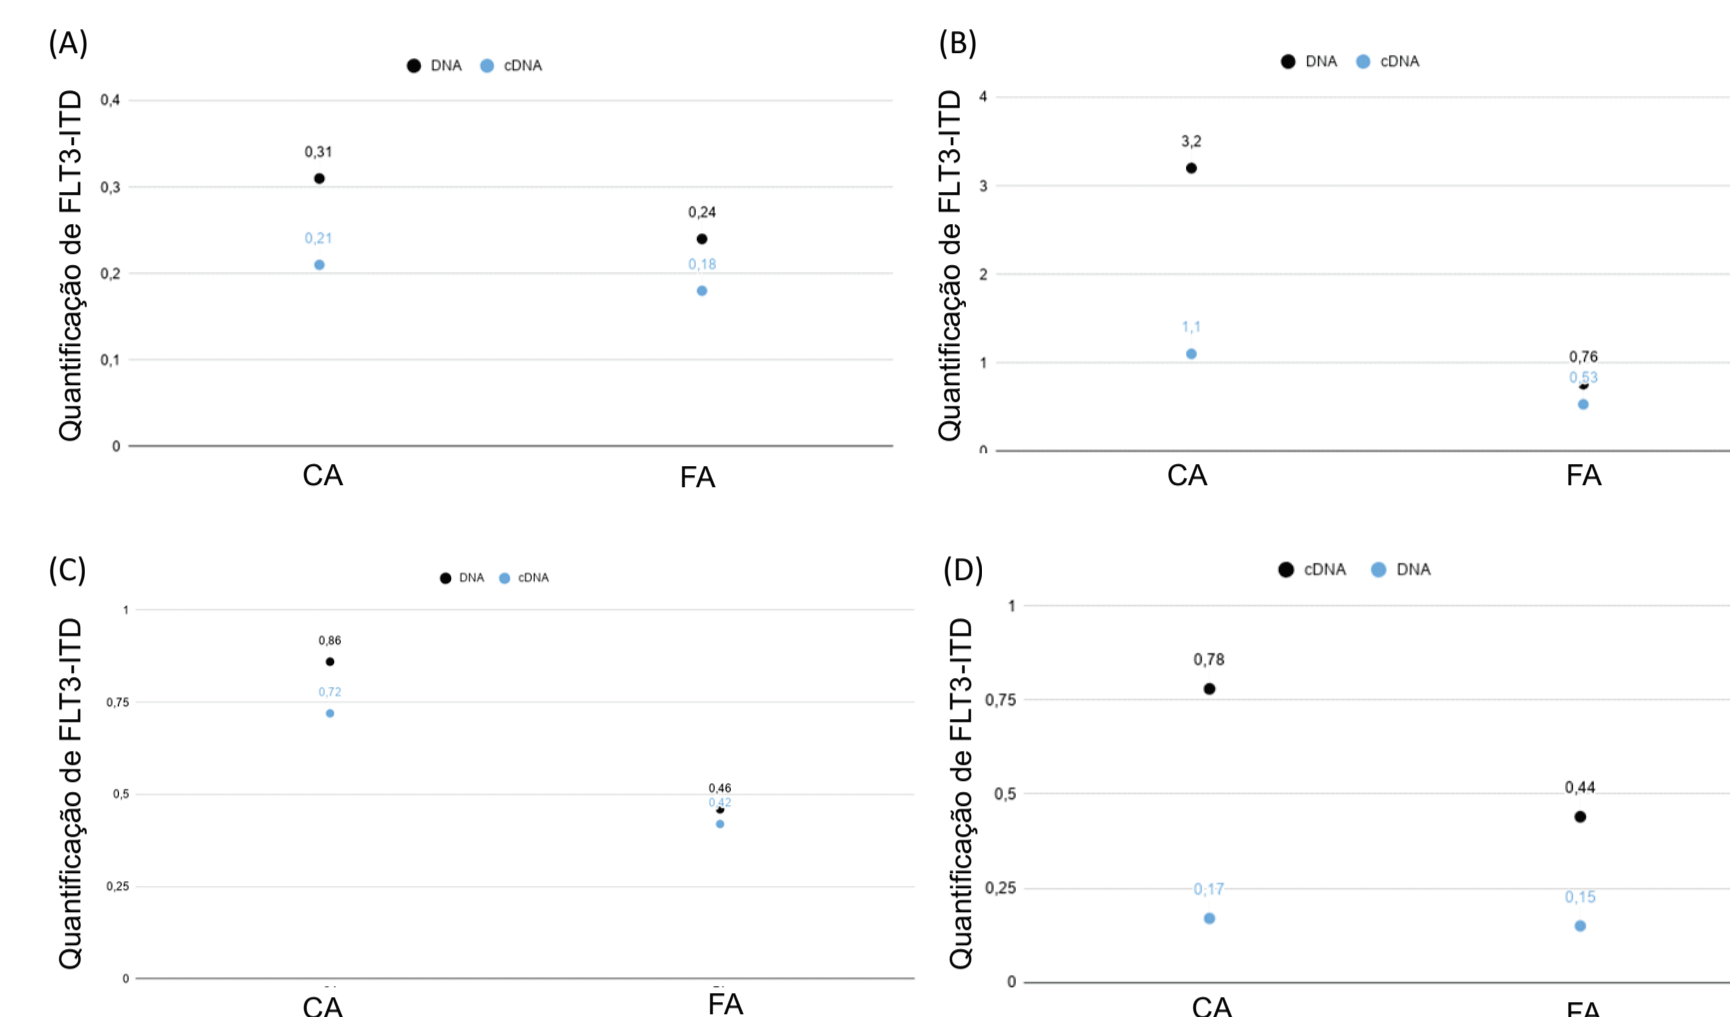 (A)
DNA cDNA
Quantificação de FLT3-ITD
0,4
0,3
0,2
0,1
0
0,31
0,21
0,24
0,18
CA FA
(B)
DNA cDNA
Quantificação de FLT3-ITD
4
3
2
1
0
3,2
1,1
0,76
0,53
CA FA
(C)
DNA cDNA
Quantificação de FLT3-ITD
1
0,75
0,5
0,25
0
0,86
0,72
0,46
0,42
CA FA
(D)
cDNA DNA
Quantificação de FLT3-ITD
1
0,75
0,5
0,25
0
0,78
0,17
0,44
0,15
CA FA